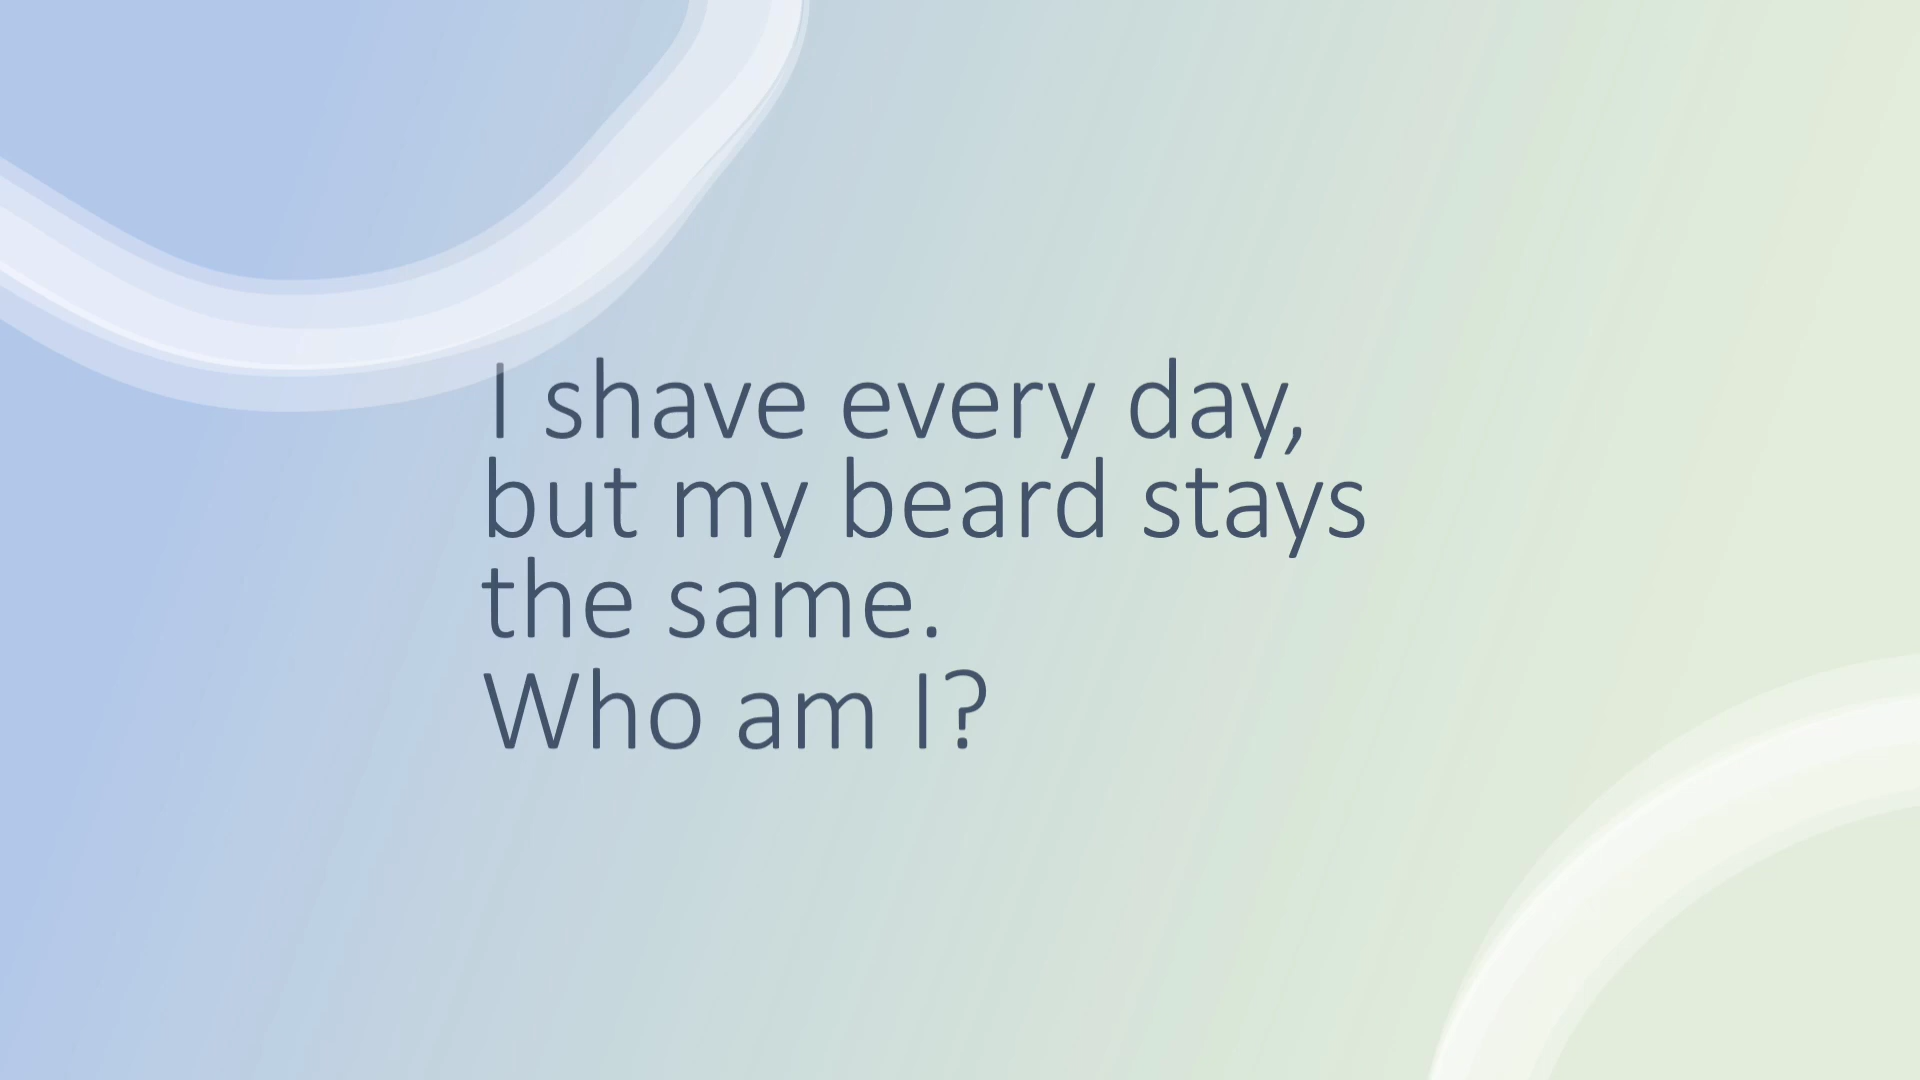 I shave every day,
but my beard stays
the same.
Who am I?